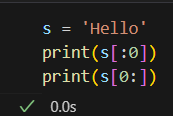 s = 'Hello'
print(s[:0])
print(s[0:])
✓ 0.0s